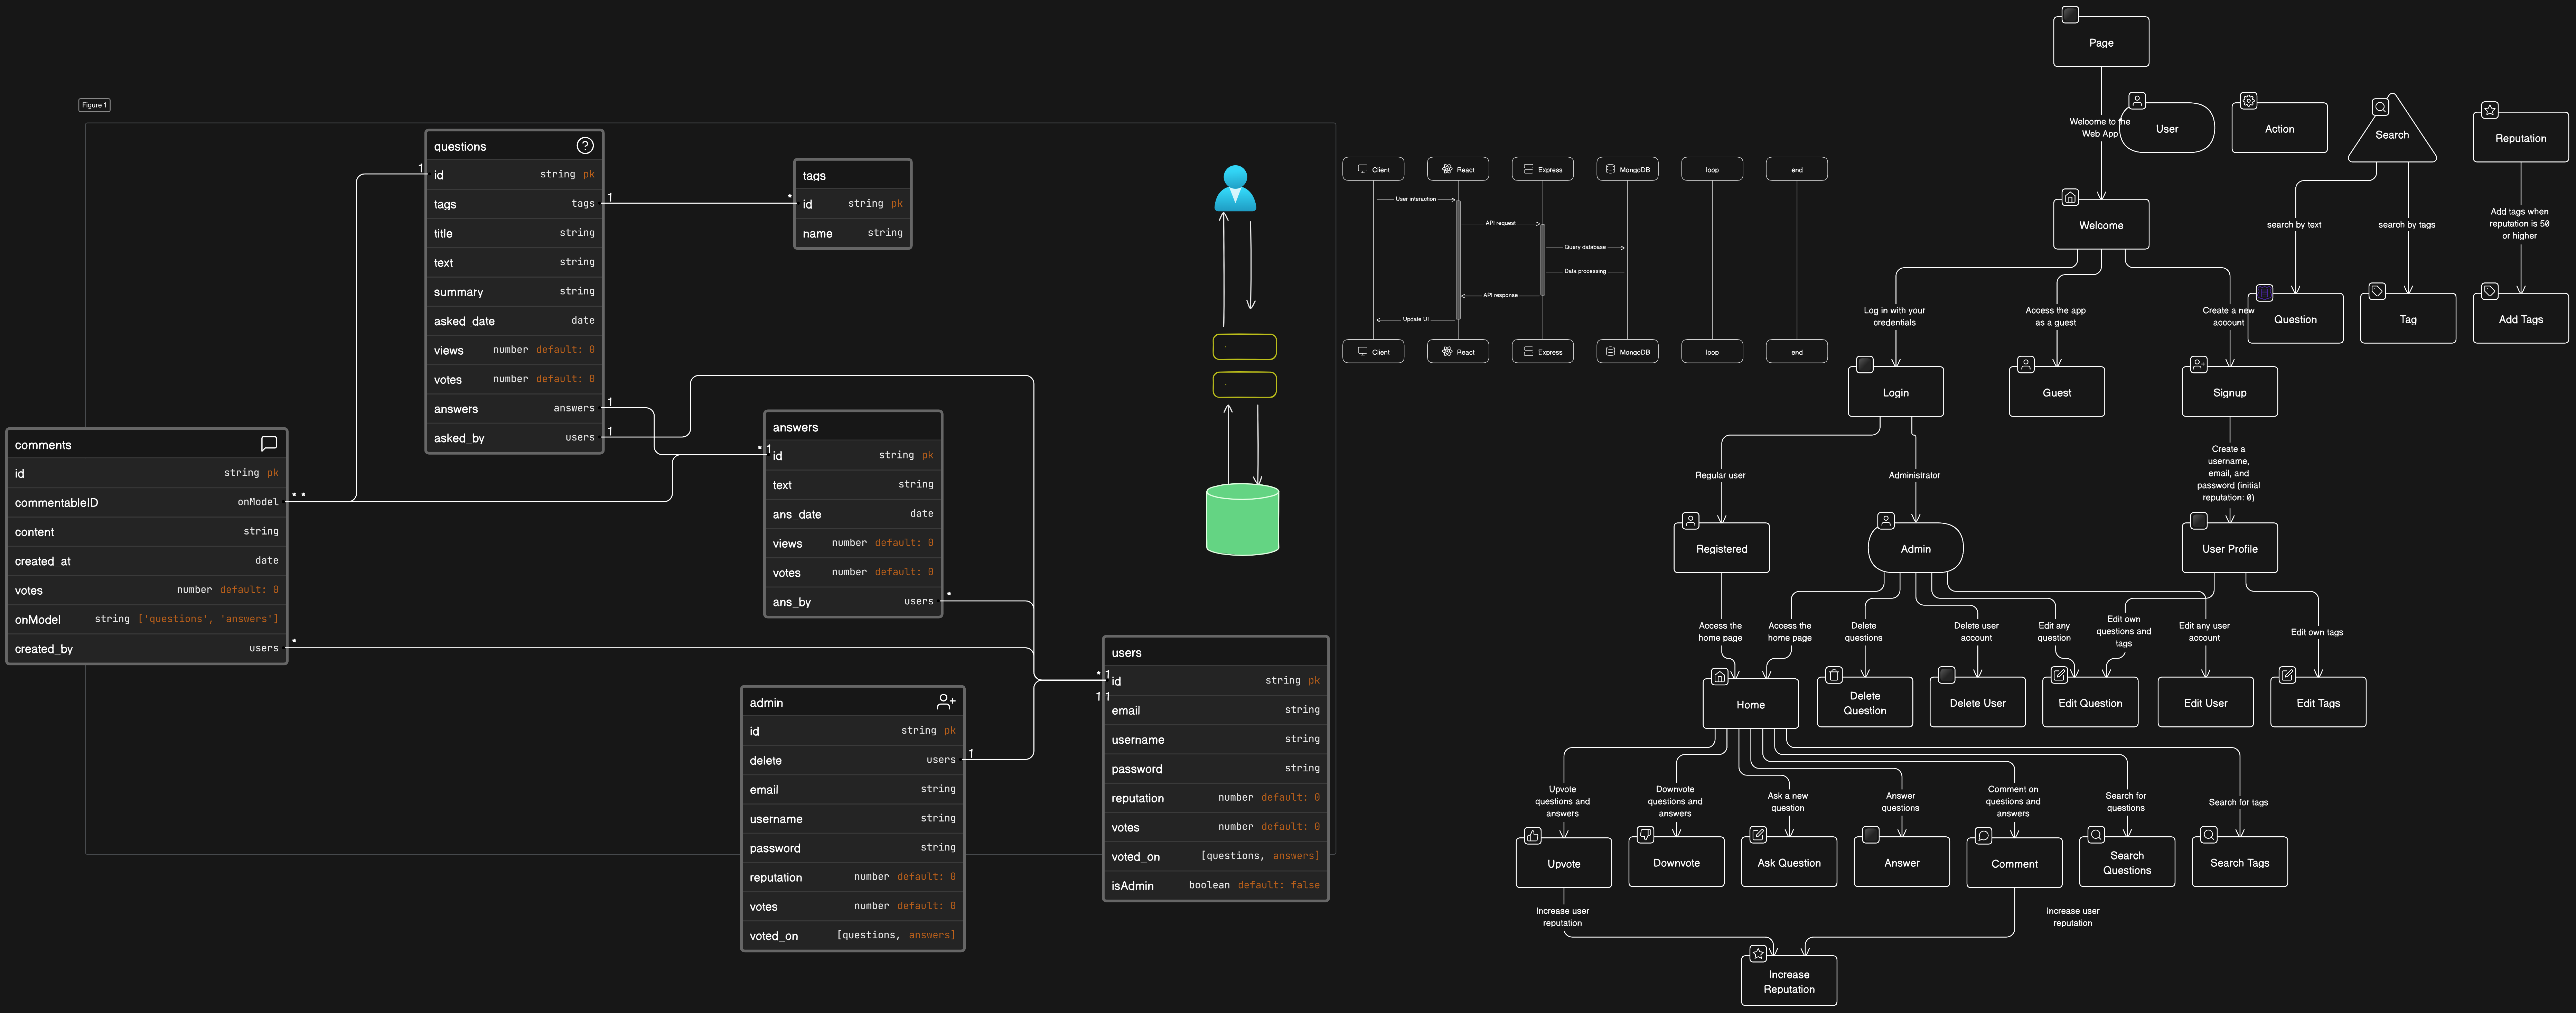 Figure 1
questions
id string pk
tags tags
title string
text string
summary string
asked_date date
views number default: 0
votes number default: 0
answers answers
asked_by users
1
1
1
1
tags
id string pk
name string
*
comments
id string pk
commentableID onModel
content string
created_at date
votes number default: 0
onModel string ['questions', 'answers']
created_by users
* *
*
answers
id string pk
text string
ans_date date
views number default: 0
votes number default: 0
ans_by users
* 1
*
admin
id string pk
delete users
email string
username string
password string
reputation number default: 0
votes number default: 0
voted_on [questions, answers]
1
users
id string pk
email string
username string
password string
reputation number default: 0
votes number default: 0
voted_on [questions, answers]
isAdmin boolean default: false
* 1
1 1
Client React Express MongoDB loop end
User interaction
API request
Query database
Data processing
API response
Update UI
Client React Express MongoDB loop end
Page
Welcome to the
Web App
User
Action
Search
Reputation
Welcome
search by text
search by tags
Add tags when
reputation is 50
or higher
Question
Tag
Add Tags
Log in with your
credentials
Access the app
as a guest
Create a new
account
Login
Guest
Signup
Regular user
Administrator
Create a
username,
email, and
password (initial
reputation: 0)
Registered
Admin
User Profile
Access the
home page
Access the
home page
Delete
questions
Delete user
account
Edit any
question
Edit own
questions and
tags
Edit any user
account
Edit own tags
Home
Delete
Question
Delete User
Edit Question
Edit User
Edit Tags
Upvote
questions and
answers
Downvote
questions and
answers
Ask a new
question
Answer
questions
Comment on
questions and
answers
Search for
questions
Search for tags
Upvote
Downvote
Ask Question
Answer
Comment
Search
Questions
Search Tags
Increase user
reputation
Increase user
reputation
Increase
Reputation